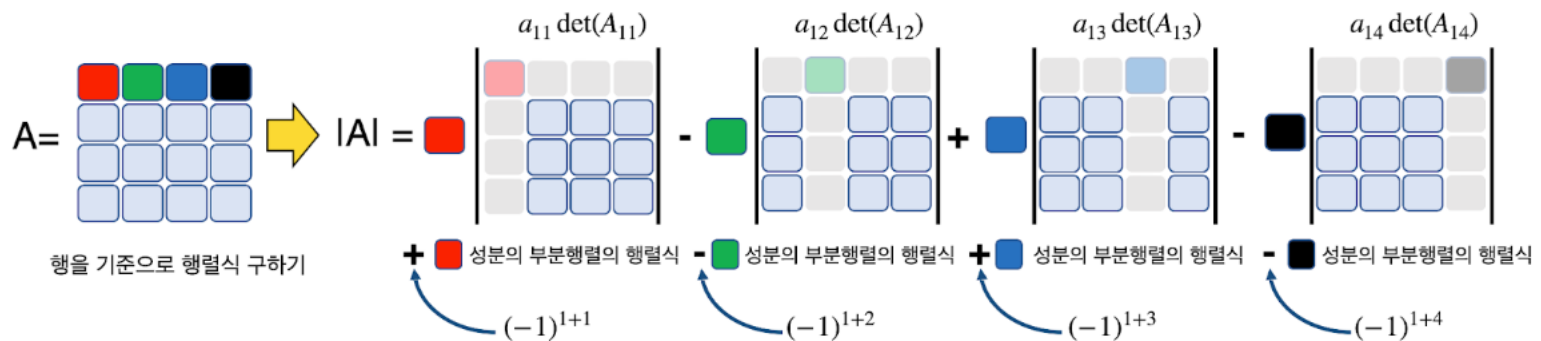 a₁₁ det(A₁₁) a₁₂ det(A₁₂) a₁₃ det(A₁₃) a₁₄ det(A₁₄)
A= |A| = - + -
행을 기준으로 행렬식 구하기
+ 성분의 부분행렬의 행렬식 - 성분의 부분행렬의 행렬식 + 성분의 부분행렬의 행렬식 - 성분의 부분행렬의 행렬식
(−1)¹⁺¹ (−1)¹⁺² (−1)¹⁺³ (−1)¹⁺⁴